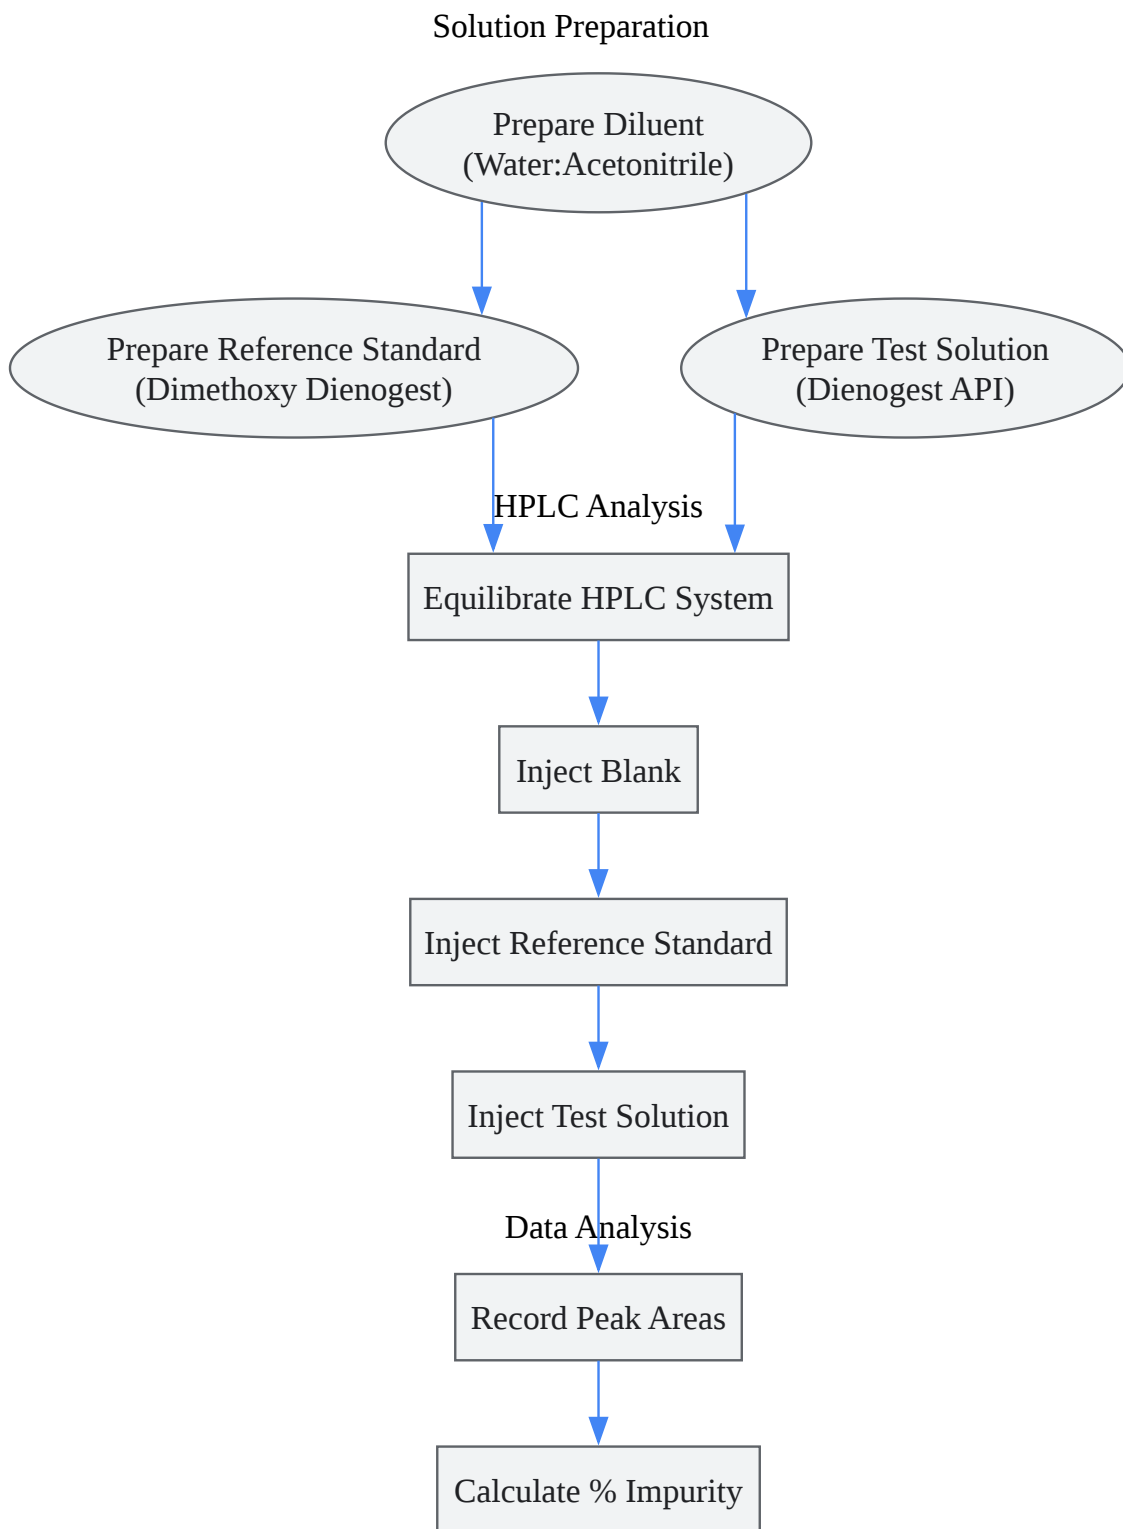 Solution Preparation
Prepare Diluent
(Water:Acetonitrile)
Prepare Reference Standard
(Dimethoxy Dienogest)
Prepare Test Solution
(Dienogest API)
HPLC Analysis
Equilibrate HPLC System
Inject Blank
Inject Reference Standard
Inject Test Solution
Data Analysis
Record Peak Areas
Calculate % Impurity